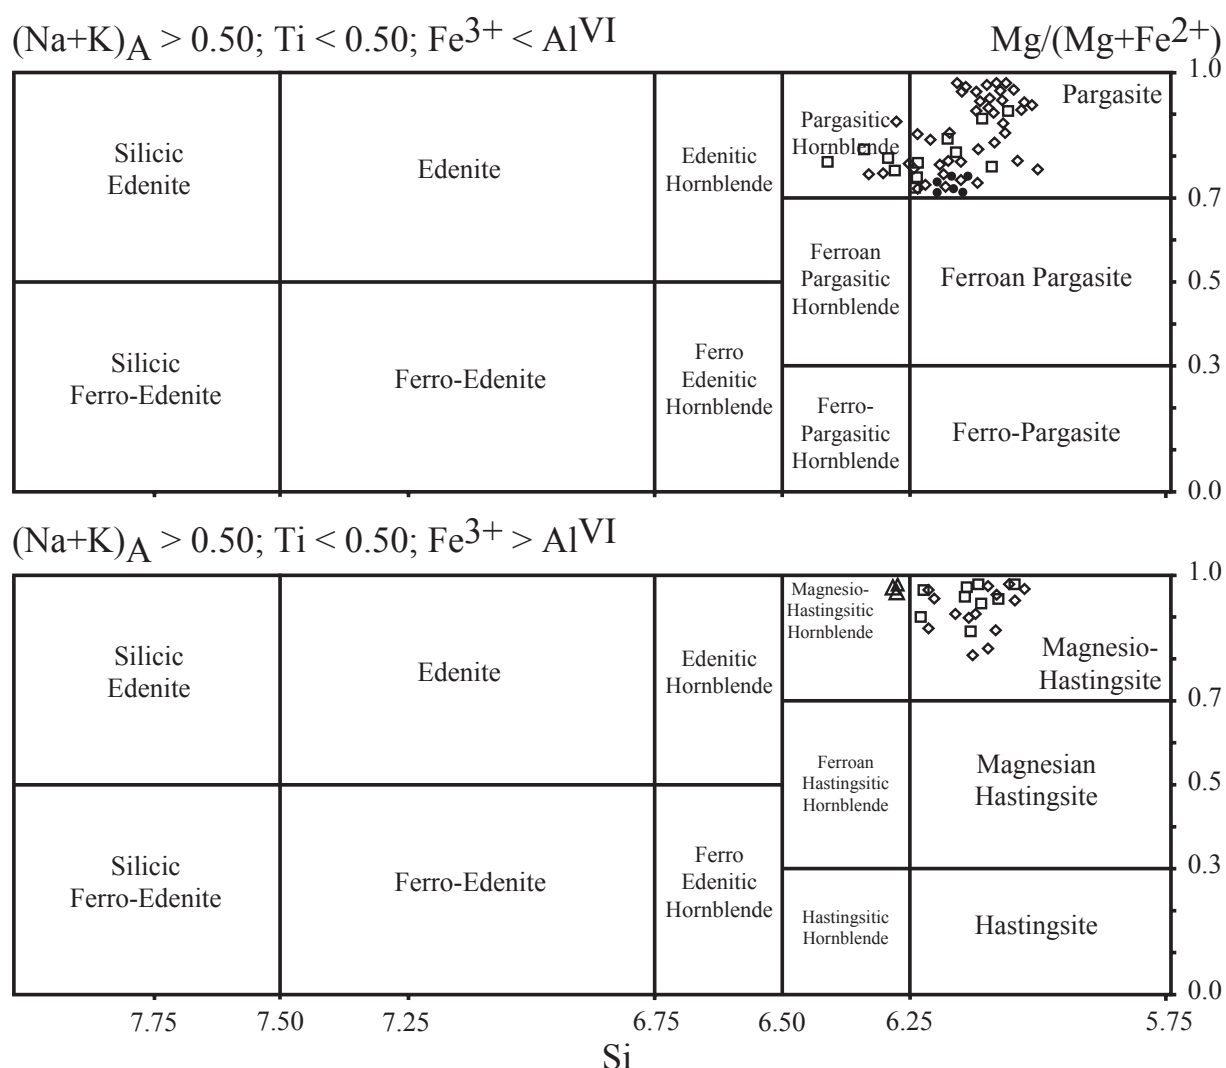 (Na+K)A > 0.50; Ti < 0.50; Fe3+ < AlVI
Mg/(Mg+Fe2+)
Silicic
Edenite
Edenite
Edenitic
Hornblende
Pargasitic
Hornblende
Pargasite
1.0
0.7
Silicic
Ferro-Edenite
Ferro-Edenite
Ferro
Edenitic
Hornblende
Ferroan
Pargasitic
Hornblende
Ferroan Pargasite
0.5
0.3
Ferro-
Pargasitic
Hornblende
Ferro-Pargasite
0.0
(Na+K)A > 0.50; Ti < 0.50; Fe3+ > AlVI
Silicic
Edenite
Edenite
Edenitic
Hornblende
Magnesio-
Hastingsitic
Hornblende
Magnesio-
Hastingsite
1.0
0.7
Silicic
Ferro-Edenite
Ferro-Edenite
Ferro
Edenitic
Hornblende
Ferroan
Hastingsitic
Hornblende
Magnesian
Hastingsite
0.5
0.3
Hastingsitic
Hornblende
Hastingsite
0.0
7.75 7.50 7.25 6.75 6.50 6.25 5.75
Si